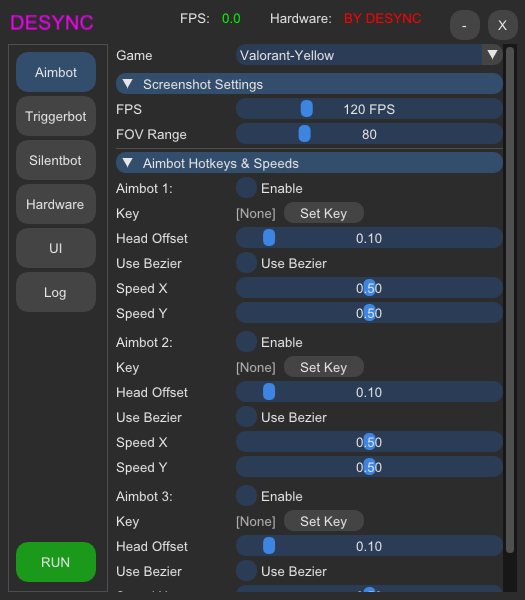 DESYNC FPS: 0.0 Hardware: BY DESYNC - X
Aimbot
Triggerbot
Silentbot
Hardware
UI
Log
RUN
Game Valorant-Yellow
Screenshot Settings
FPS 120 FPS
FOV Range 80
Aimbot Hotkeys & Speeds
Aimbot 1: Enable
Key [None] Set Key
Head Offset 0.10
Use Bezier Use Bezier
Speed X 0.50
Speed Y 0.50
Aimbot 2: Enable
Key [None] Set Key
Head Offset 0.10
Use Bezier Use Bezier
Speed X 0.50
Speed Y 0.50
Aimbot 3: Enable
Key [None] Set Key
Head Offset 0.10
Use Bezier Use Bezier